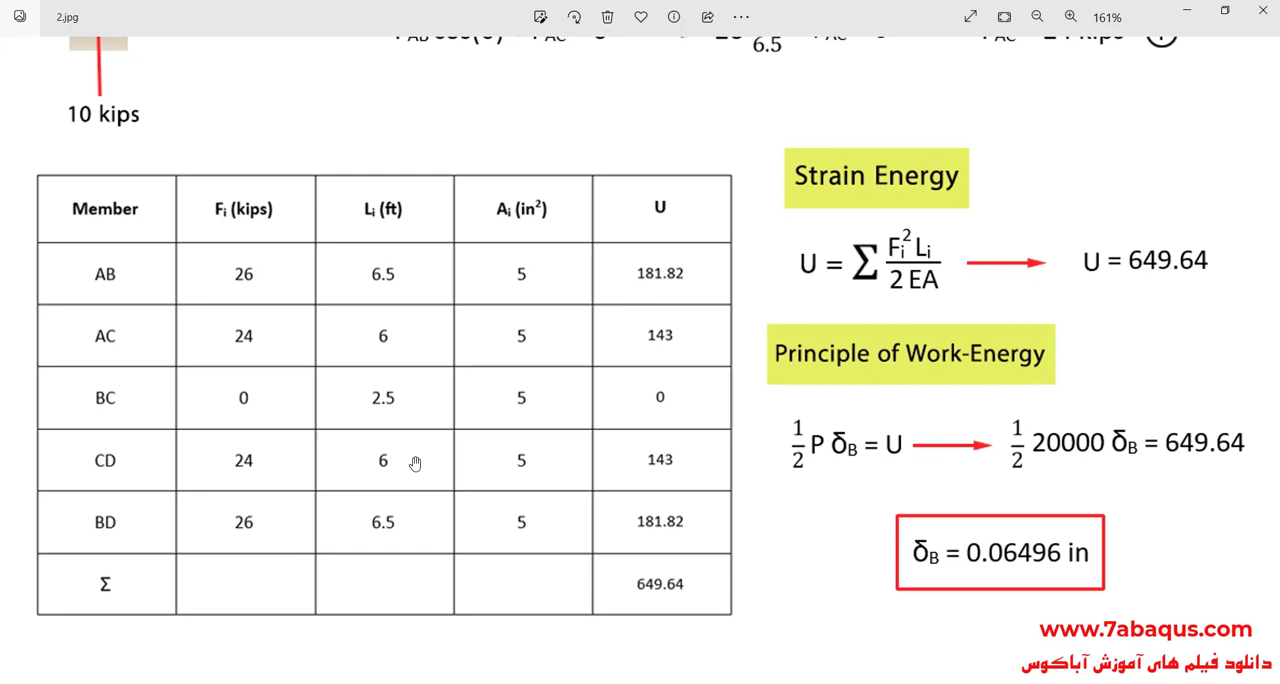 2.jpg
161%
6.5
10 kips
Member Fi (kips) Li (ft) Ai (in²) U
AB 26 6.5 5 181.82
AC 24 6 5 143
BC 0 2.5 5 0
CD 24 6 5 143
BD 26 6.5 5 181.82
Σ 649.64
Strain Energy
U = Σ Fi² Li / 2 EA → U = 649.64
Principle of Work-Energy
1/2 P δB = U → 1/2 20000 δB = 649.64
δB = 0.06496 in
www.7abaqus.com
دانلود فیلم های آموزش آباکوس